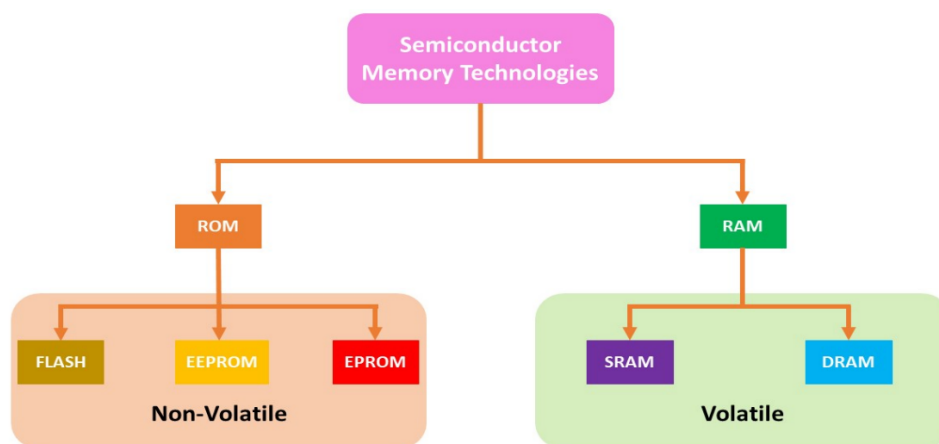 Semiconductor
Memory Technologies
ROM
RAM
FLASH
EEPROM
EPROM
SRAM
DRAM
Non-Volatile
Volatile